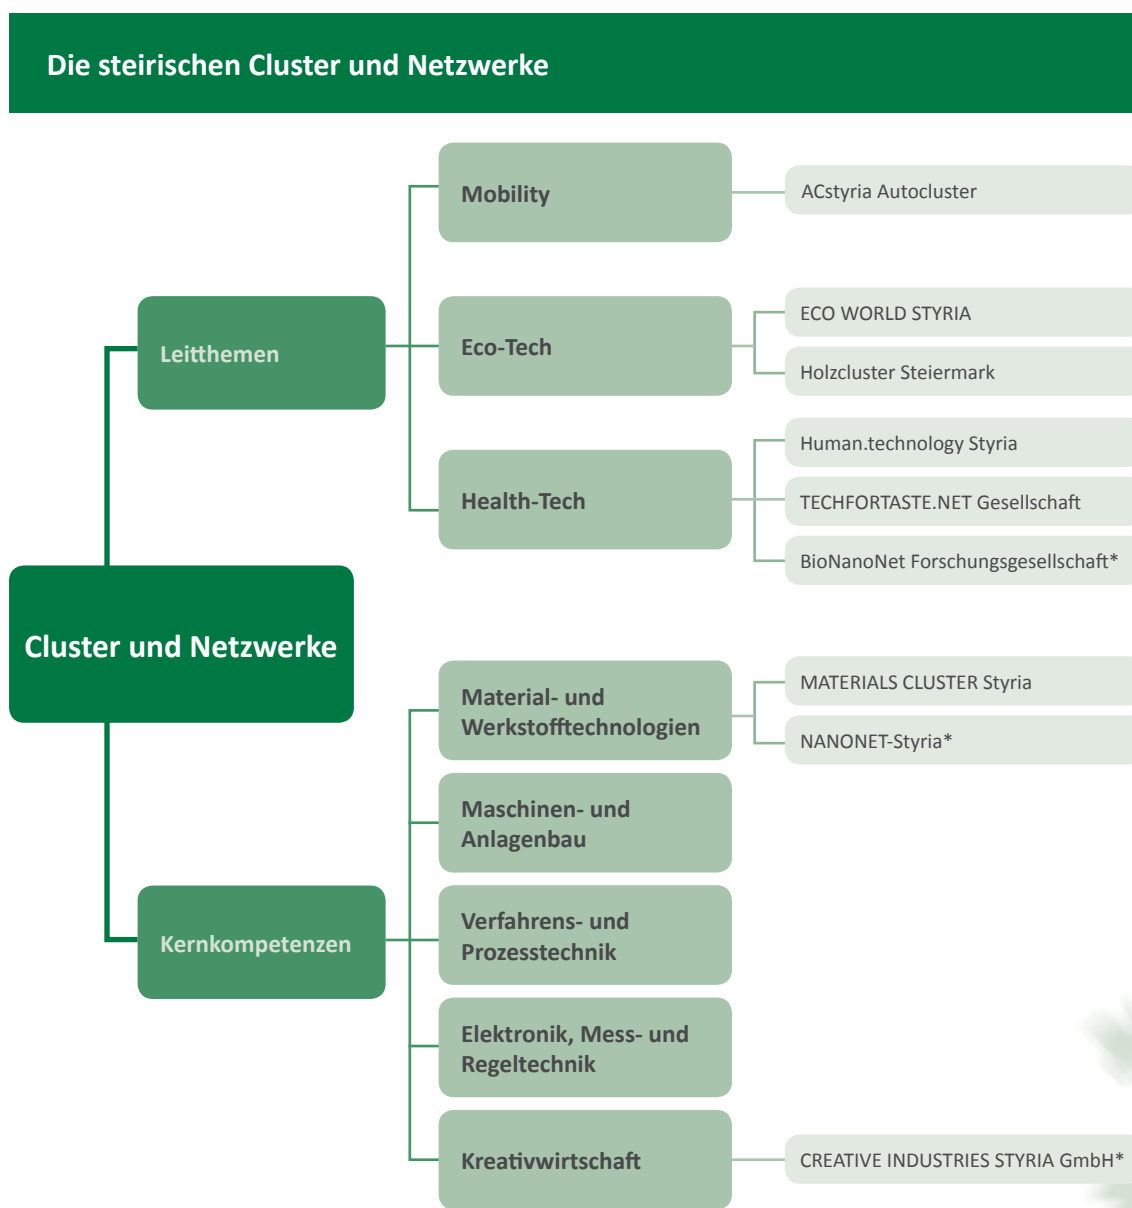 Die steirischen Cluster und Netzwerke
Cluster und Netzwerke
Leitthemen
Mobility
ACstyria Autocluster
Eco-Tech
ECO WORLD STYRIA
Holzcluster Steiermark
Health-Tech
Human.technology Styria
TECHFORTASTE.NET Gesellschaft
BioNanoNet Forschungsgesellschaft*
Kernkompetenzen
Material- und
Werkstofftechnologien
MATERIALS CLUSTER Styria
NANONET-Styria*
Maschinen- und
Anlagenbau
Verfahrens- und
Prozesstechnik
Elektronik, Mess- und
Regeltechnik
Kreativwirtschaft
CREATIVE INDUSTRIES STYRIA GmbH*